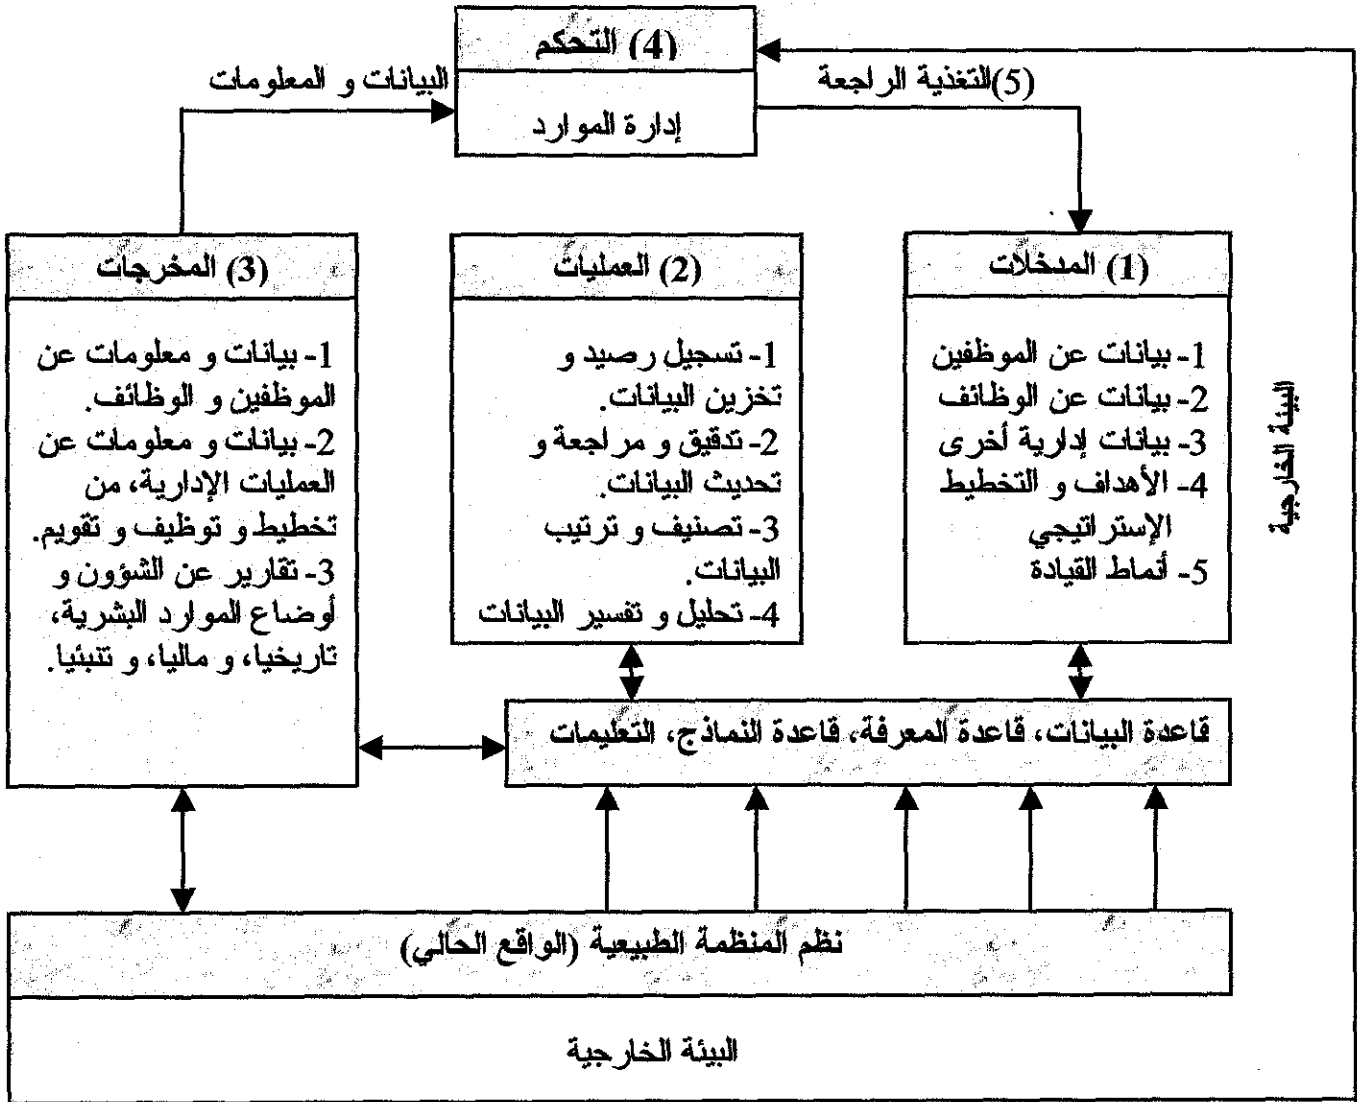 (4) التحكم
إدارة الموارد
البيانات و المعلومات
(5)التغذية الراجعة
(1) المدخلات
1- بيانات عن الموظفين
2- بيانات عن الوظائف
3- بيانات إدارية أخرى
4- الأهداف و التخطيط
الإستراتيجي
5- أنماط القيادة
(2) العمليات
1- تسجيل رصيد و
تخزين البيانات.
2- تدقيق و مراجعة و
تحديث البيانات.
3- تصنيف و ترتيب
البيانات.
4- تحليل و تفسير البيانات
(3) المخرجات
1- بيانات و معلومات عن
الموظفين و الوظائف.
2- بيانات و معلومات عن
العمليات الإدارية، من
تخطيط و توظيف و تقويم.
3- تقارير عن الشؤون و
أوضاع الموارد البشرية،
تاريخيا، و ماليا، و تنبئيا.
البيئة الخارجية
قاعدة البيانات، قاعدة المعرفة، قاعدة النماذج، التعليمات
نظم المنظمة الطبيعية (الواقع الحالي)
البيئة الخارجية